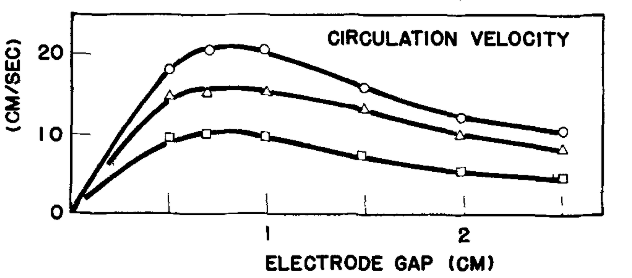 CIRCULATION VELOCITY
(CM/SEC)
20
10
0
1
2
ELECTRODE GAP (CM)